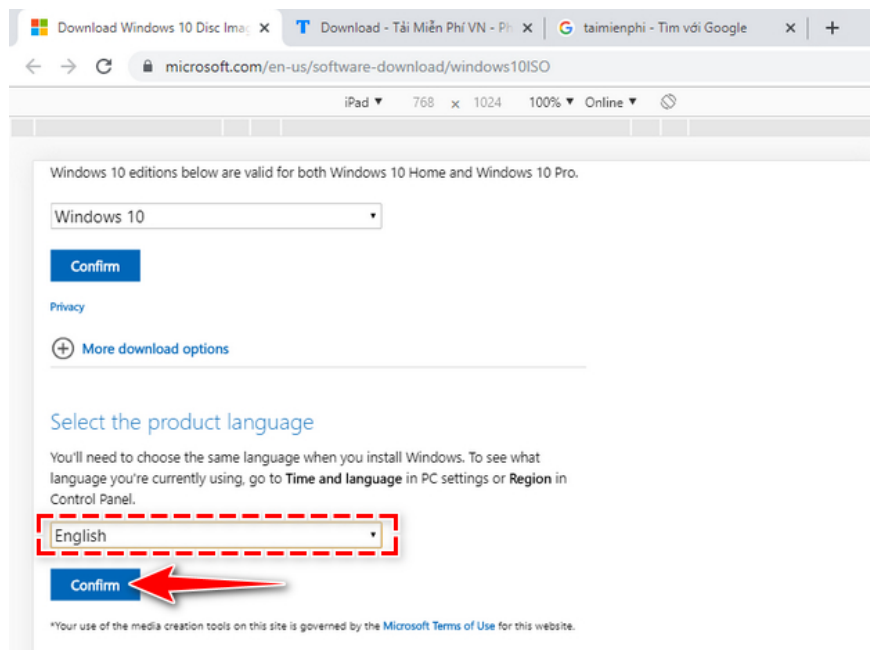 Download Windows 10 Disc Imag
Download - Tải Miễn Phí VN - Ph
taimienphi - Tìm với Google
microsoft.com/en-us/software-download/windows10ISO
iPad ▼ 768 x 1024 100% ▼ Online ▼
Windows 10 editions below are valid for both Windows 10 Home and Windows 10 Pro.
Windows 10
Confirm
Privacy
More download options
Select the product language
You'll need to choose the same language when you install Windows. To see what
language you're currently using, go to Time and language in PC settings or Region in
Control Panel.
English
Confirm
*Your use of the media creation tools on this site is governed by the Microsoft Terms of Use for this website.